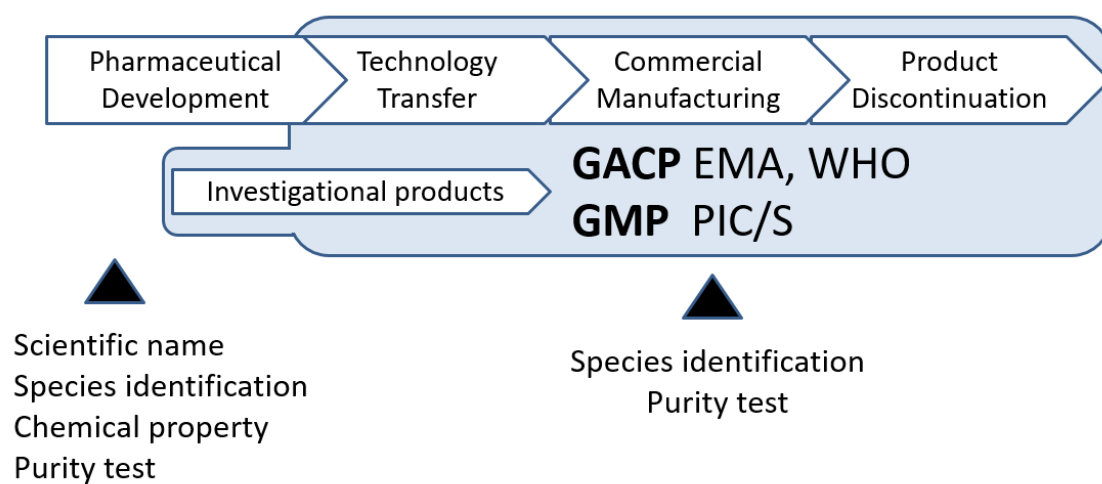 Pharmaceutical
Development
Technology
Transfer
Commercial
Manufacturing
Product
Discontinuation
Investigational products
GACP EMA, WHO
GMP PIC/S
Scientific name
Species identification
Chemical property
Purity test
Species identification
Purity test